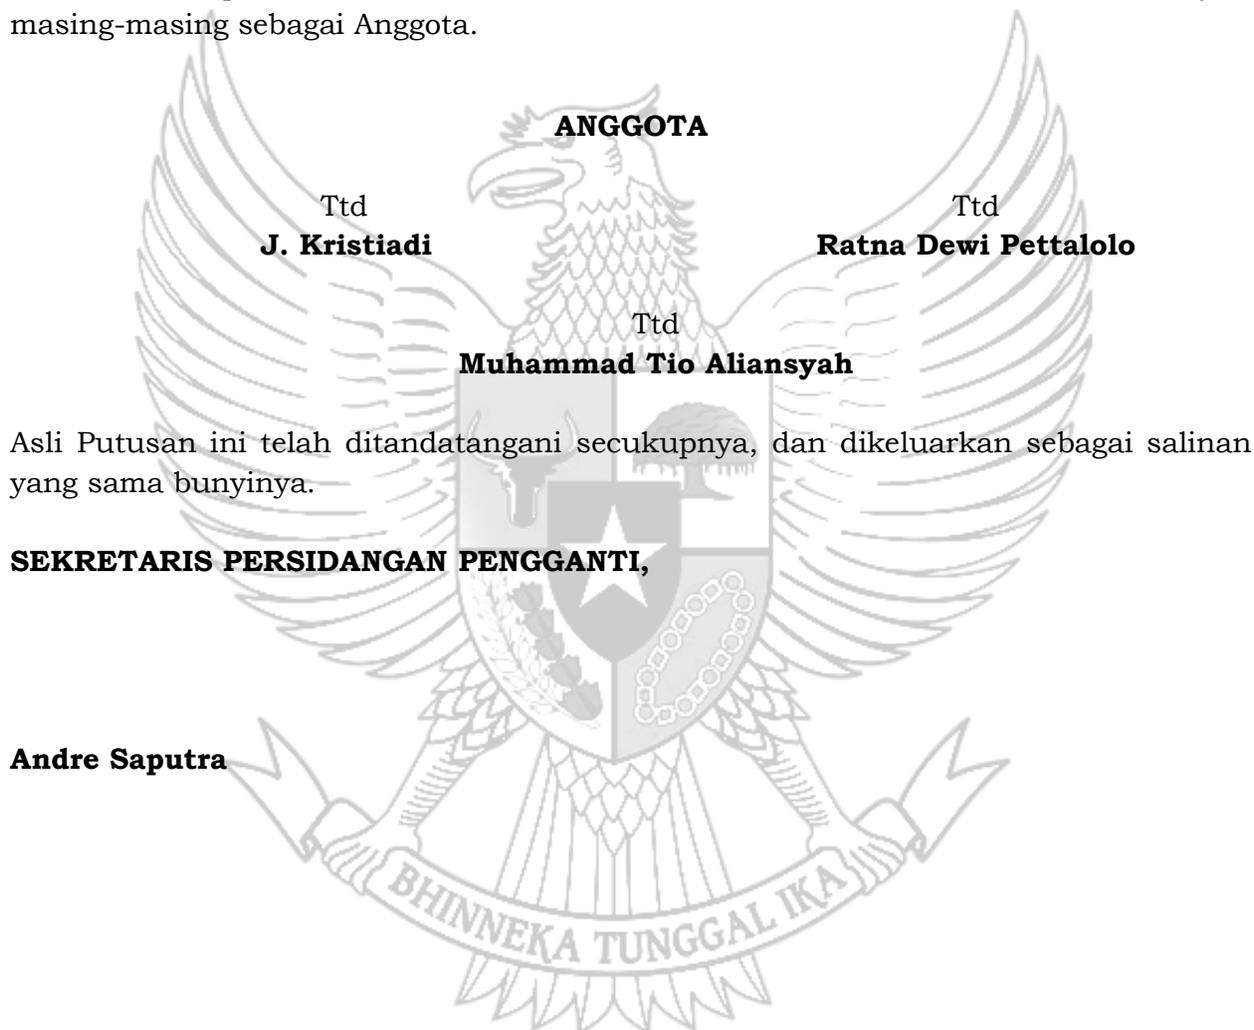 masing-masing sebagai Anggota.
ANGGOTA
Ttd
J. Kristiadi
Ttd
Ratna Dewi Pettalolo
Ttd
Muhammad Tio Aliansyah
Asli Putusan ini telah ditandatangani secukupnya, dan dikeluarkan sebagai salinan
yang sama bunyinya.
SEKRETARIS PERSIDANGAN PENGGANTI,
Andre Saputra
BHINNEKA TUNGGAL IKA